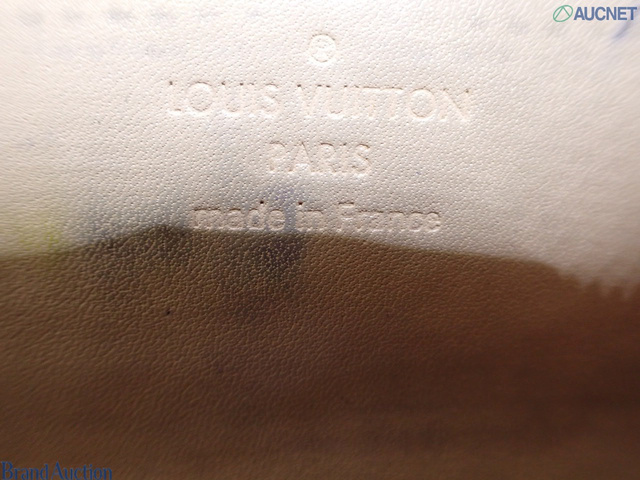 AUCNET
®
LOUIS VUITTON
PARIS
made in France
Brand Auction